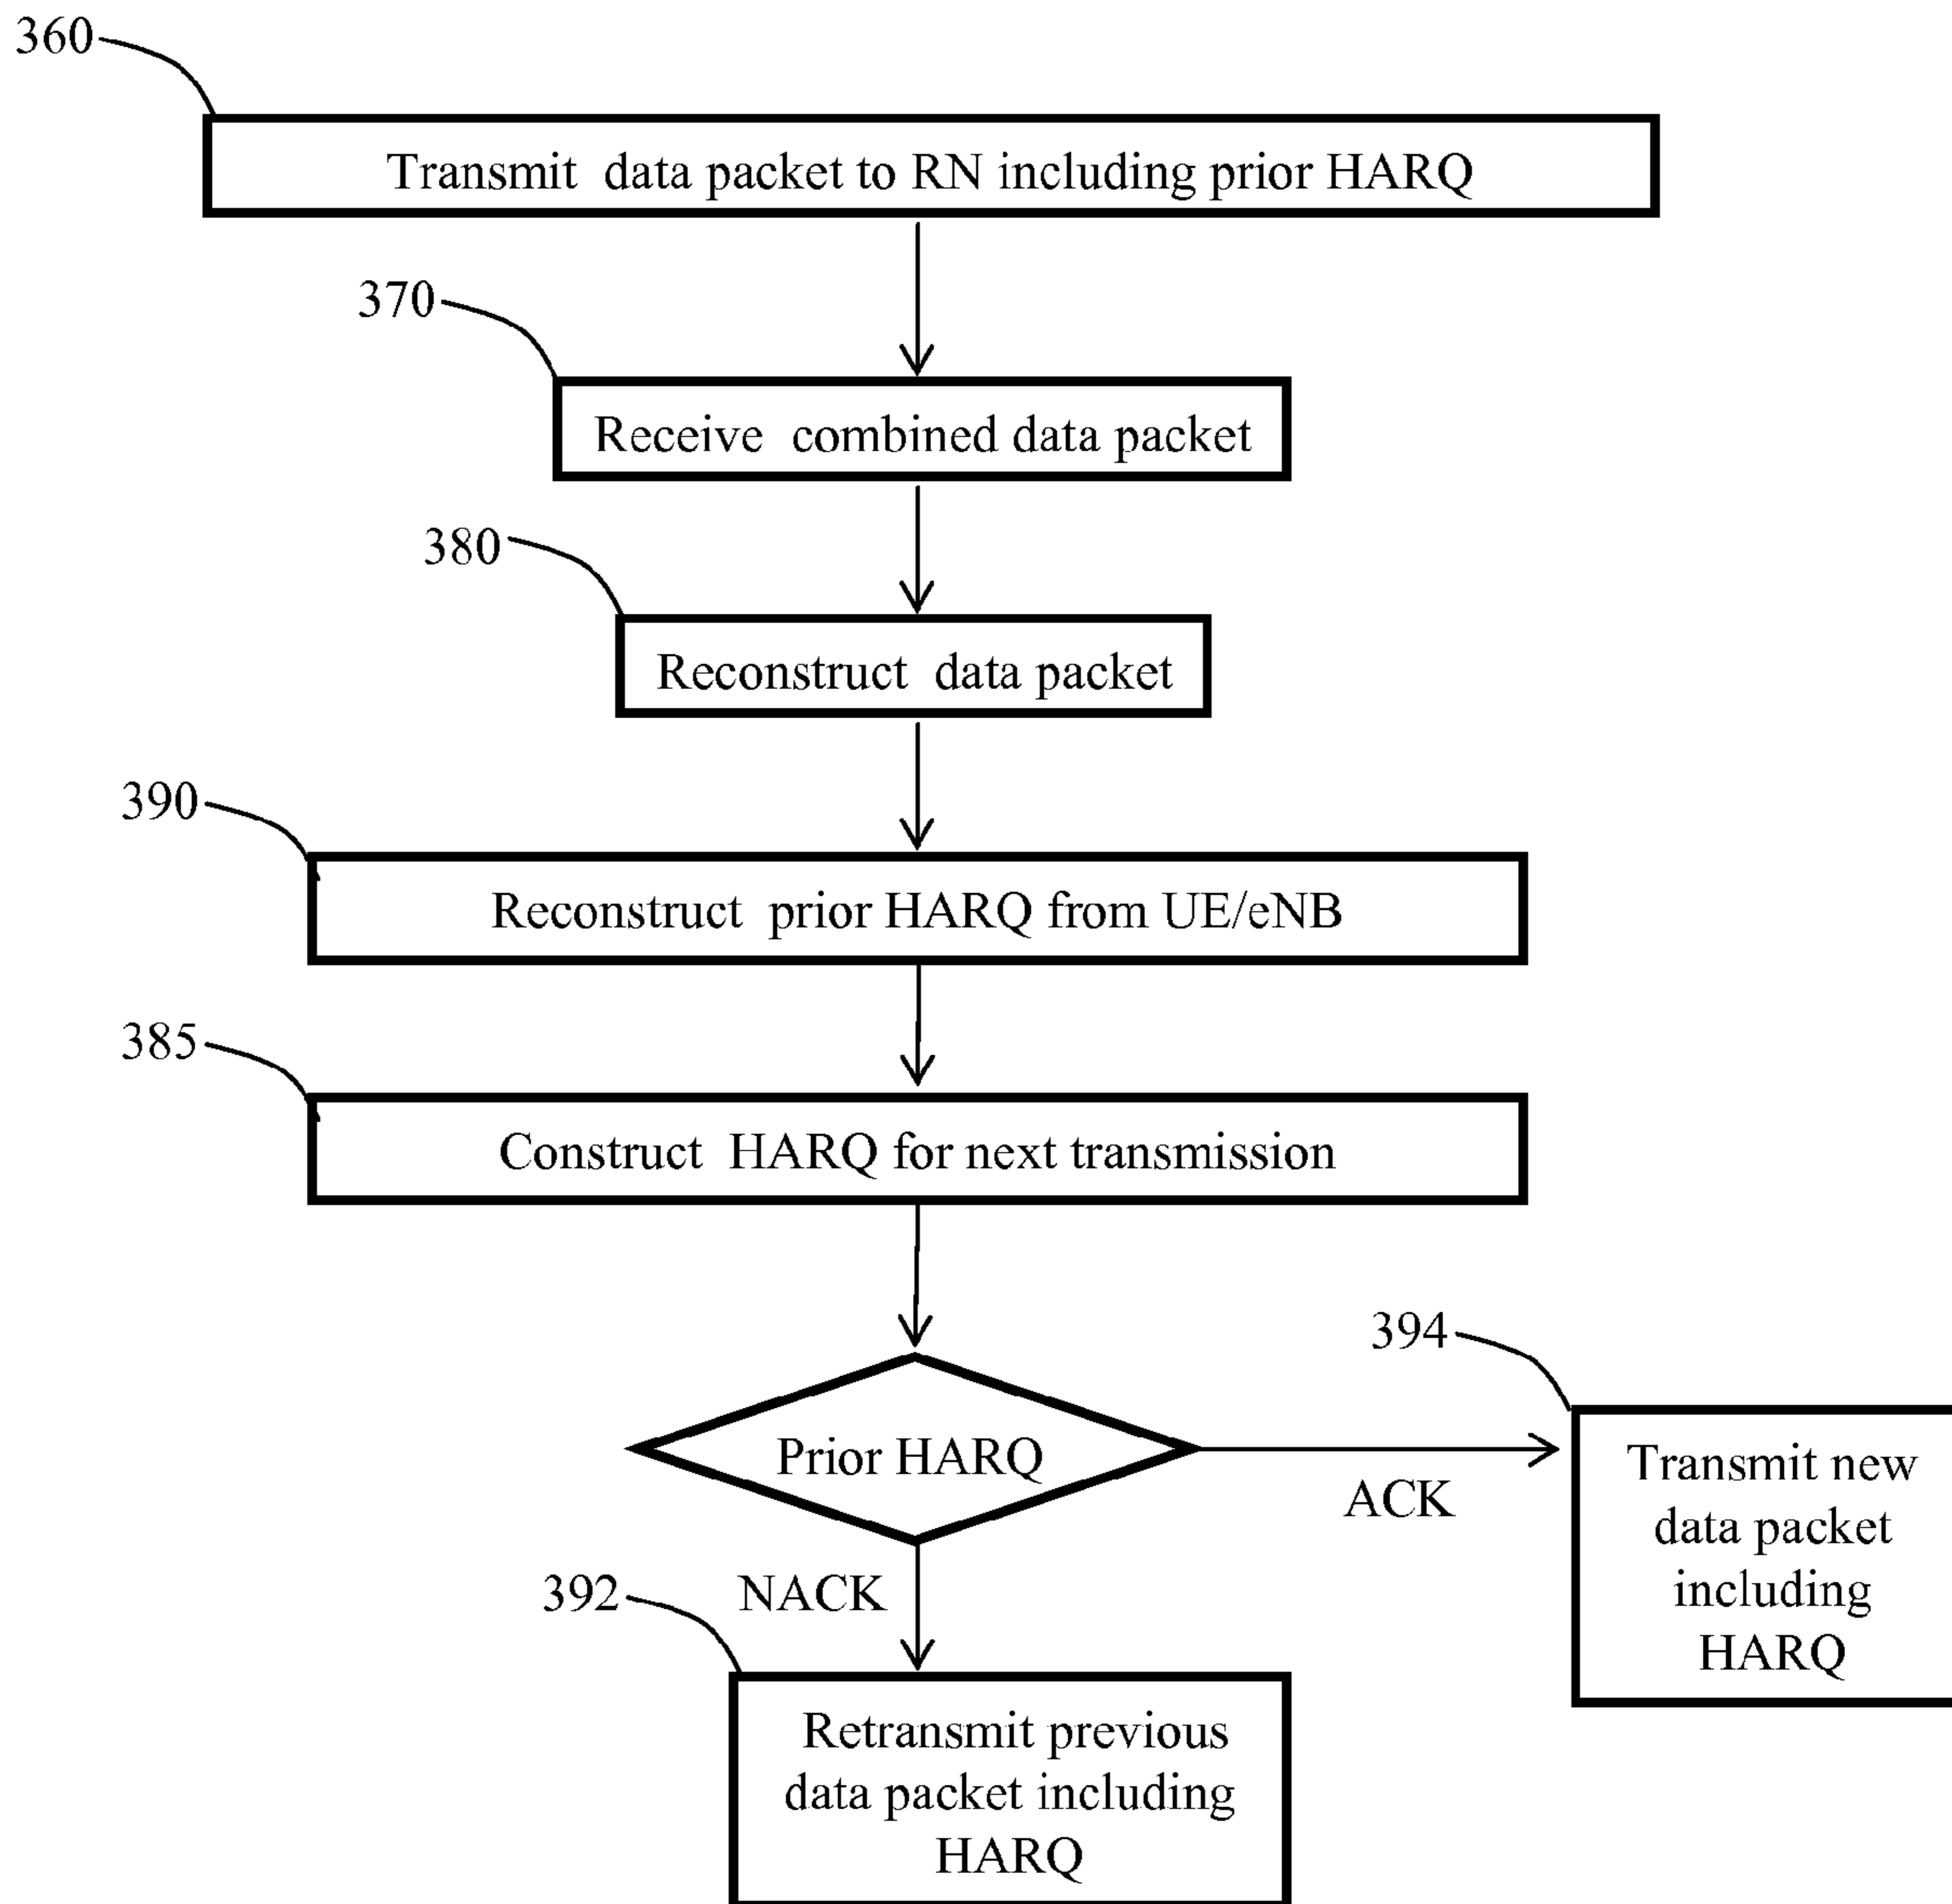 360
Transmit data packet to RN including prior HARQ
370
Receive combined data packet
380
Reconstruct data packet
390
Reconstruct prior HARQ from UE/eNB
385
Construct HARQ for next transmission
394
Prior HARQ
ACK
Transmit new
data packet
including
HARQ
392
NACK
Retransmit previous
data packet including
HARQ